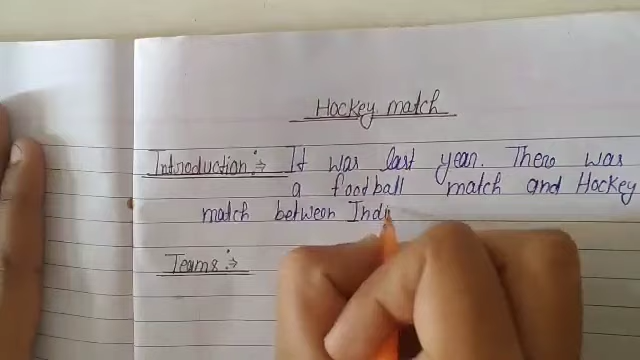 Hockey match
Introduction :→ It was last year. There was
a football match and Hockey
match between Indi
Teams :→